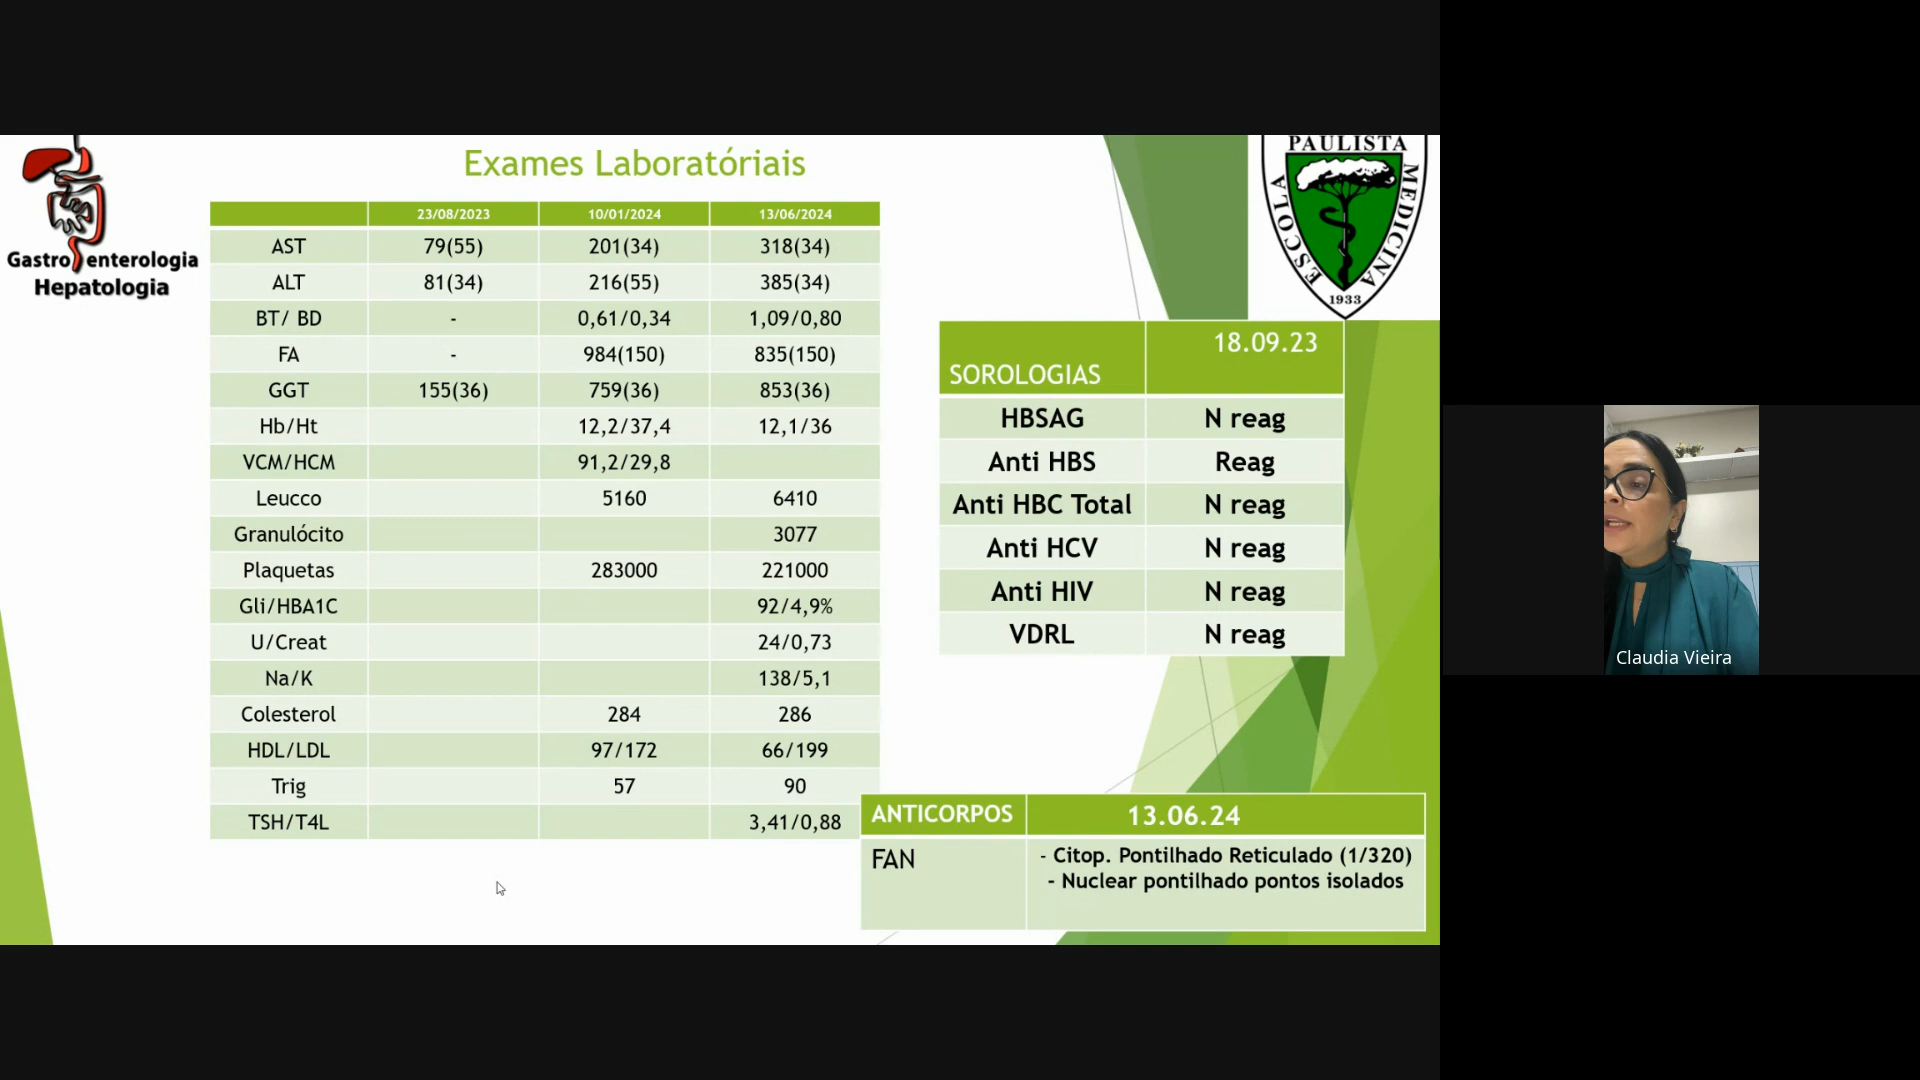 Gastroenterologia
Hepatologia
Exames Laboratóriais
23/08/2023 10/01/2024 13/06/2024
AST 79(55) 201(34) 318(34)
ALT 81(34) 216(55) 385(34)
BT/ BD - 0,61/0,34 1,09/0,80
FA - 984(150) 835(150)
GGT 155(36) 759(36) 853(36)
Hb/Ht 12,2/37,4 12,1/36
VCM/HCM 91,2/29,8
Leucco 5160 6410
Granulócito 3077
Plaquetas 283000 221000
Gli/HBA1C 92/4,9%
U/Creat 24/0,73
Na/K 138/5,1
Colesterol 284 286
HDL/LDL 97/172 66/199
Trig 57 90
TSH/T4L 3,41/0,88
ESCOLA PAULISTA MEDICINA
1933
SOROLOGIAS 18.09.23
HBSAG N reag
Anti HBS Reag
Anti HBC Total N reag
Anti HCV N reag
Anti HIV N reag
VDRL N reag
ANTICORPOS 13.06.24
FAN - Citop. Pontilhado Reticulado (1/320)
- Nuclear pontilhado pontos isolados
Claudia Vieira